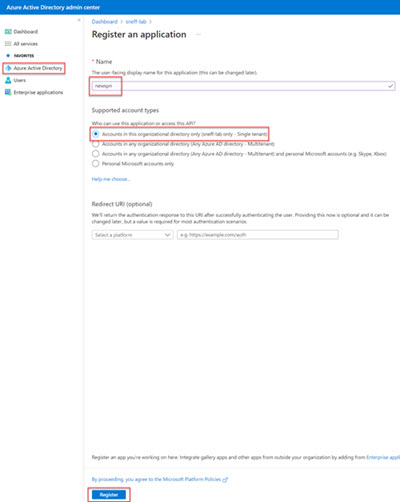 Azure Active Directory admin center
Dashboard > sneff-lab >
Register an application ...
Dashboard
All services
FAVORITES
Azure Active Directory
Users
Enterprise applications
* Name
The user-facing display name for this application (this can be changed later).
newspn
Supported account types
Who can use this application or access this API?
Accounts in this organizational directory only (sneff-lab only - Single tenant)
Accounts in any organizational directory (Any Azure AD directory - Multitenant)
Accounts in any organizational directory (Any Azure AD directory - Multitenant) and personal Microsoft accounts (e.g. Skype, Xbox)
Personal Microsoft accounts only
Help me choose...
Redirect URI (optional)
We'll return the authentication response to this URI after successfully authenticating the user. Providing this now is optional and it can be
changed later, but a value is required for most authentication scenarios.
Select a platform
e.g. https://example.com/auth
Register an app you're working on here. Integrate gallery apps and other apps from outside your organization by adding from Enterprise appli
By proceeding, you agree to the Microsoft Platform Policies
Register